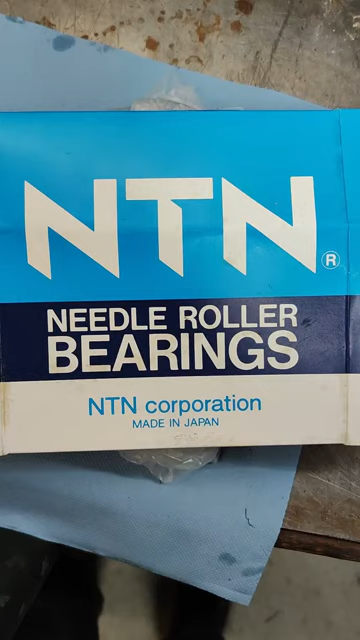 NTN®
NEEDLE ROLLER
BEARINGS
NTN corporation
MADE IN JAPAN